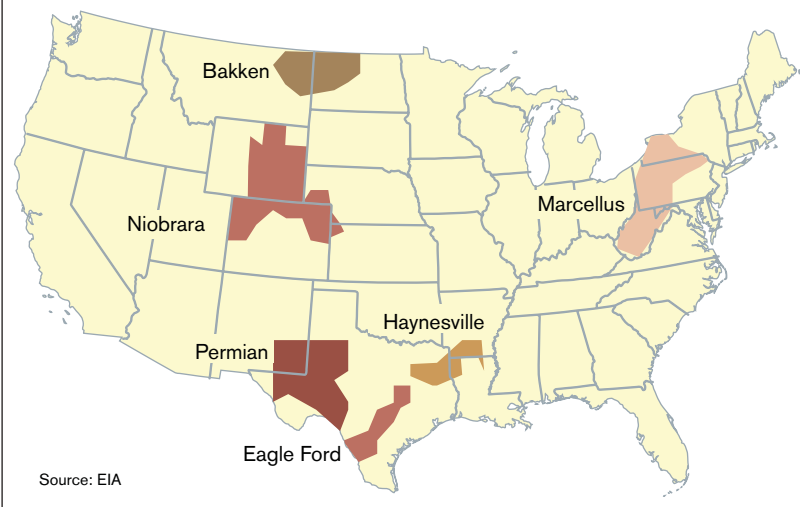 Bakken
Niobrara
Marcellus
Haynesville
Permian
Eagle Ford
Source: EIA